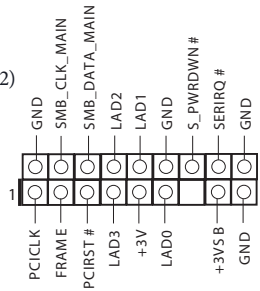 2)
GND
SMB_CLK_MAIN
SMB_DATA_MAIN
LAD2
LAD1
GND
S_PWRDWN #
SERIRQ #
GND
1
PCICLK
FRAME
PCIRST #
LAD3
+3V
LAD0
+3VSB
GND